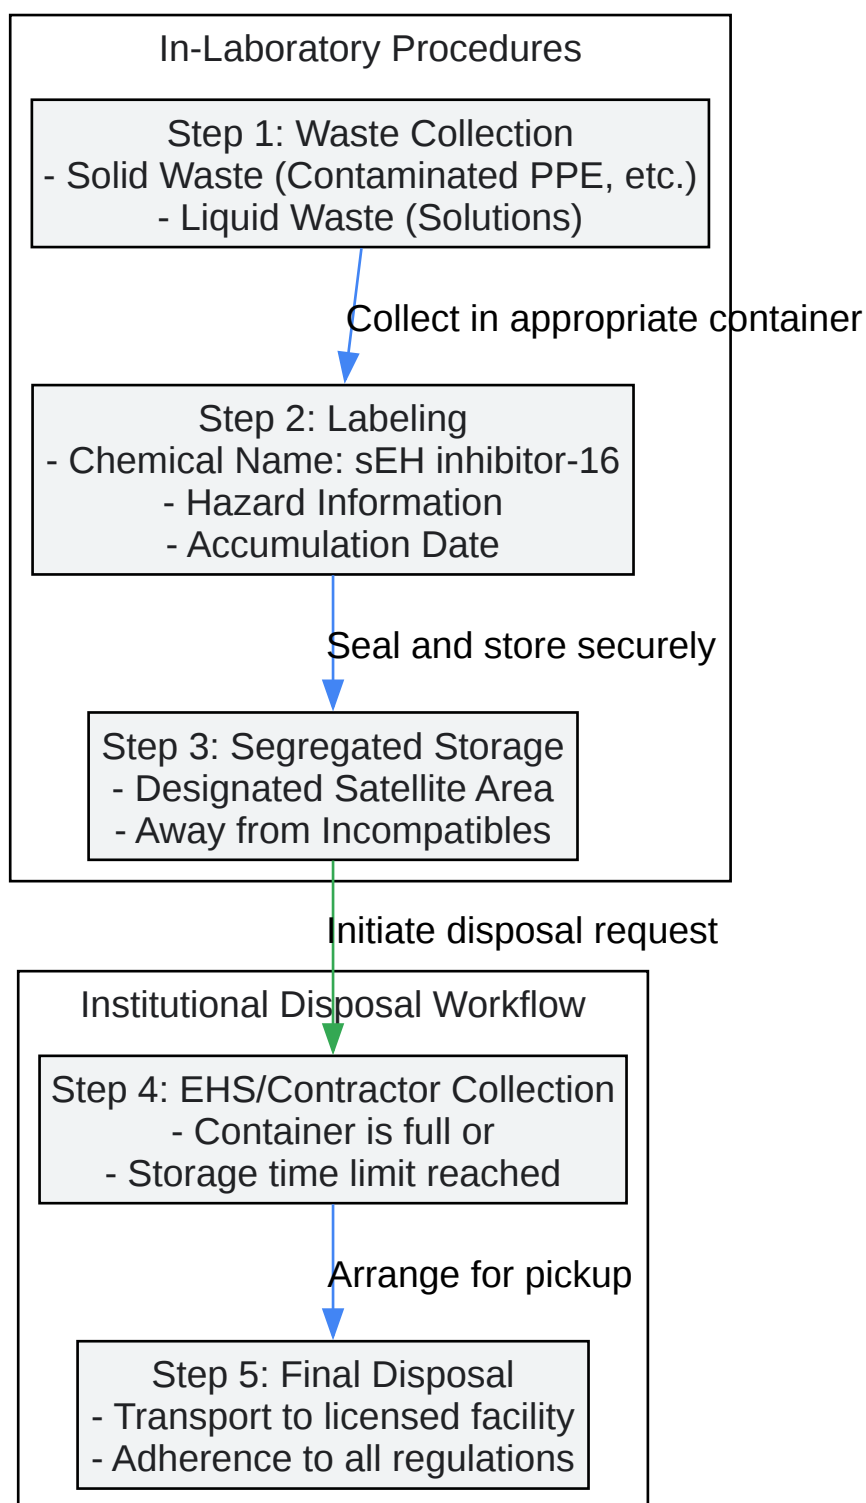 In-Laboratory Procedures
Step 1: Waste Collection
- Solid Waste (Contaminated PPE, etc.)
- Liquid Waste (Solutions)
Collect in appropriate container
Step 2: Labeling
- Chemical Name: sEH inhibitor-16
- Hazard Information
- Accumulation Date
Seal and store securely
Step 3: Segregated Storage
- Designated Satellite Area
- Away from Incompatibles
Initiate disposal request
Institutional Disposal Workflow
Step 4: EHS/Contractor Collection
- Container is full or
- Storage time limit reached
Arrange for pickup
Step 5: Final Disposal
- Transport to licensed facility
- Adherence to all regulations